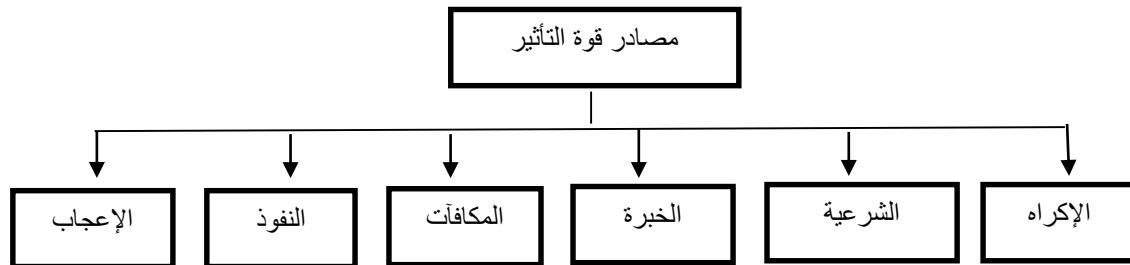 مصادر قوة التأثير
الإكراه
الشرعية
الخبرة
المكافآت
النفوذ
الإعجاب